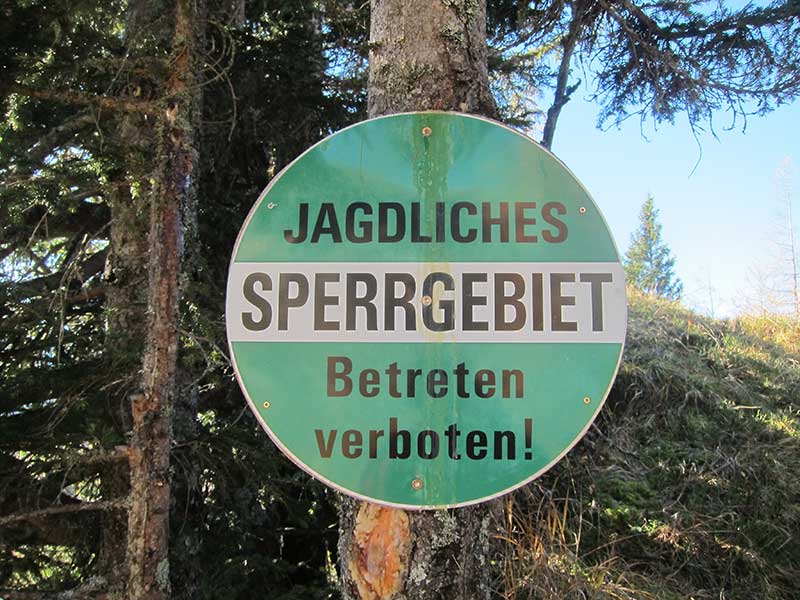 JAGDLICHES
SPERRGEBIET
Betreten
verboten!